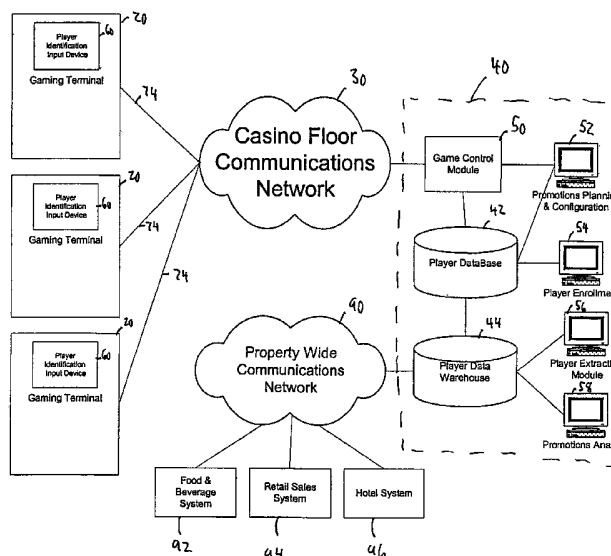 20
60
Player
Identification
Input Device
Gaming Terminal
74
20
60
Player
Identification
Input Device
Gaming Terminal
74
74
20
60
Player
Identification
Input Device
Gaming Terminal
30
Casino Floor
Communications
Network
40
50
Game Control
Module
52
Promotions Plannin
& Configuration
42
Player DataBase
54
Player Enrollme
44
Player Data
Warehouse
56
Player Extracti
Module
58
Promotions Ana
90
Property Wide
Communications
Network
Food &
Beverage
System
92
Retail Sales
System
94
Hotel System
96